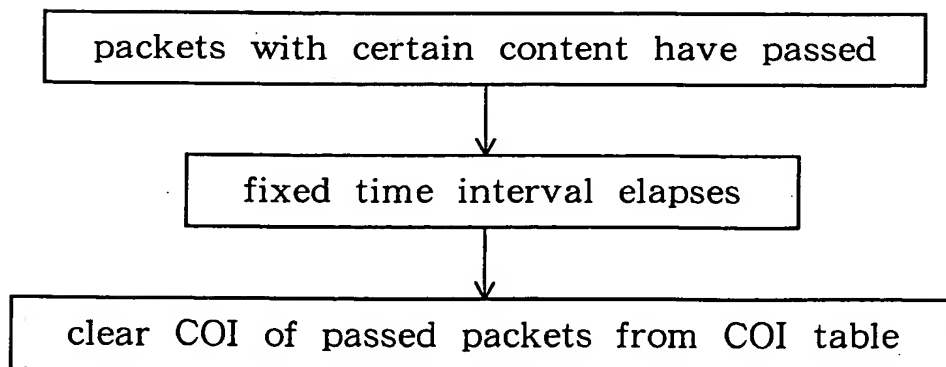 packets with certain content have passed
fixed time interval elapses
clear COI of passed packets from COI table